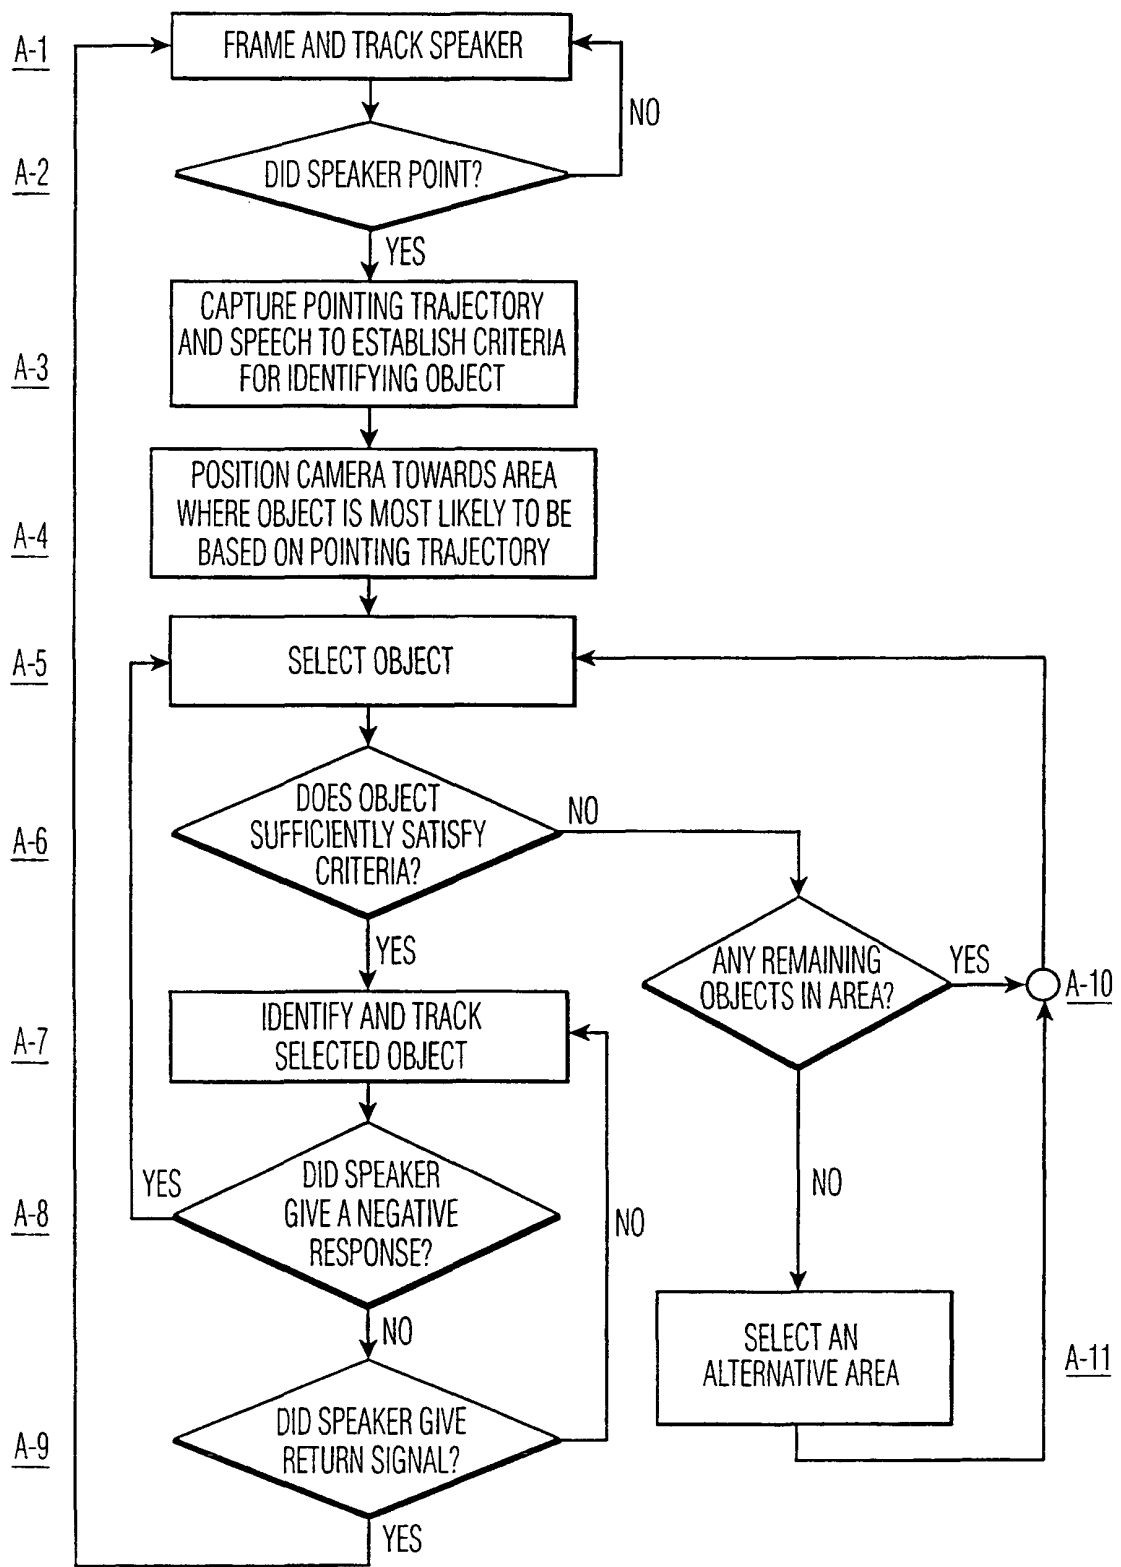 A-1
FRAME AND TRACK SPEAKER
NO
A-2
DID SPEAKER POINT?
YES
A-3
CAPTURE POINTING TRAJECTORY
AND SPEECH TO ESTABLISH CRITERIA
FOR IDENTIFYING OBJECT
A-4
POSITION CAMERA TOWARDS AREA
WHERE OBJECT IS MOST LIKELY TO BE
BASED ON POINTING TRAJECTORY
A-5
SELECT OBJECT
A-6
DOES OBJECT
SUFFICIENTLY SATISFY
CRITERIA?
NO
YES
ANY REMAINING
OBJECTS IN AREA?
YES
A-10
A-7
IDENTIFY AND TRACK
SELECTED OBJECT
YES
A-8
DID SPEAKER
GIVE A NEGATIVE
RESPONSE?
NO
NO
NO
SELECT AN
ALTERNATIVE AREA
A-11
A-9
DID SPEAKER GIVE
RETURN SIGNAL?
YES